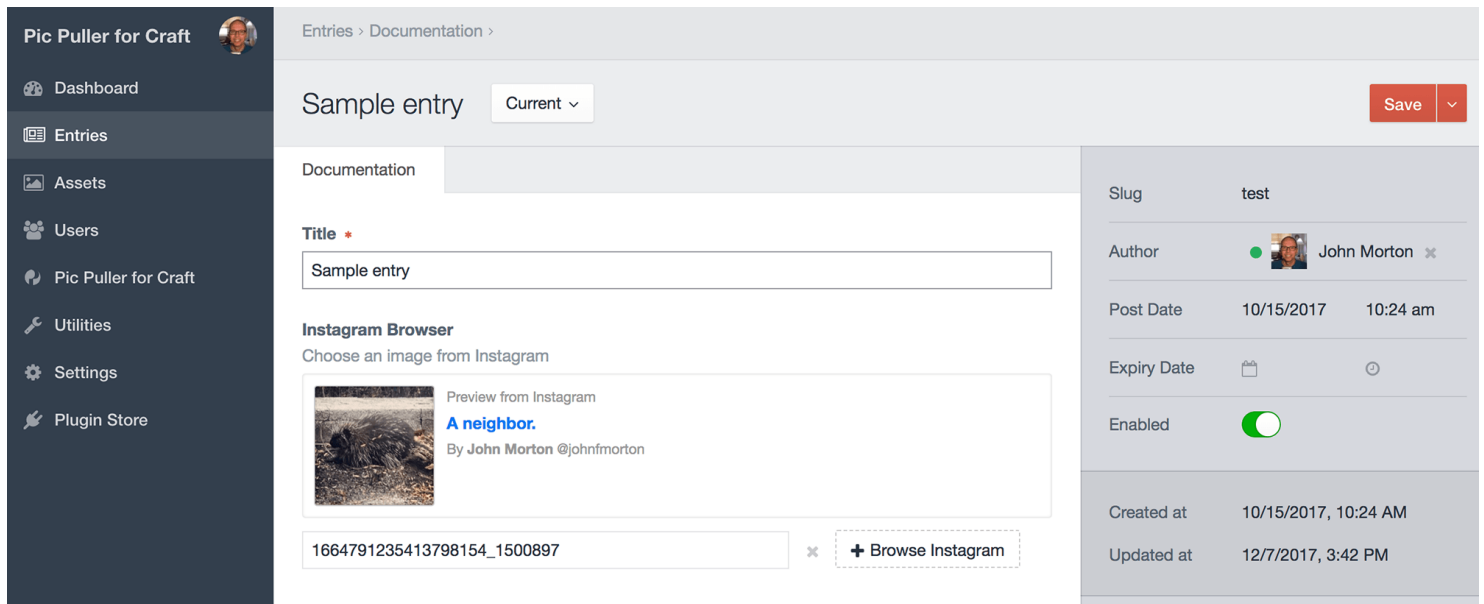 Pic Puller for Craft
Dashboard
Entries
Assets
Users
Pic Puller for Craft
Utilities
Settings
Plugin Store
Entries › Documentation ›
Sample entry
Current
Save
Documentation
Title *
Sample entry
Instagram Browser
Choose an image from Instagram
Preview from Instagram
A neighbor.
By John Morton @johnfmorton
1664791235413798154_1500897
Browse Instagram
Slug test
Author John Morton
Post Date 10/15/2017 10:24 am
Expiry Date
Enabled
Created at 10/15/2017, 10:24 AM
Updated at 12/7/2017, 3:42 PM